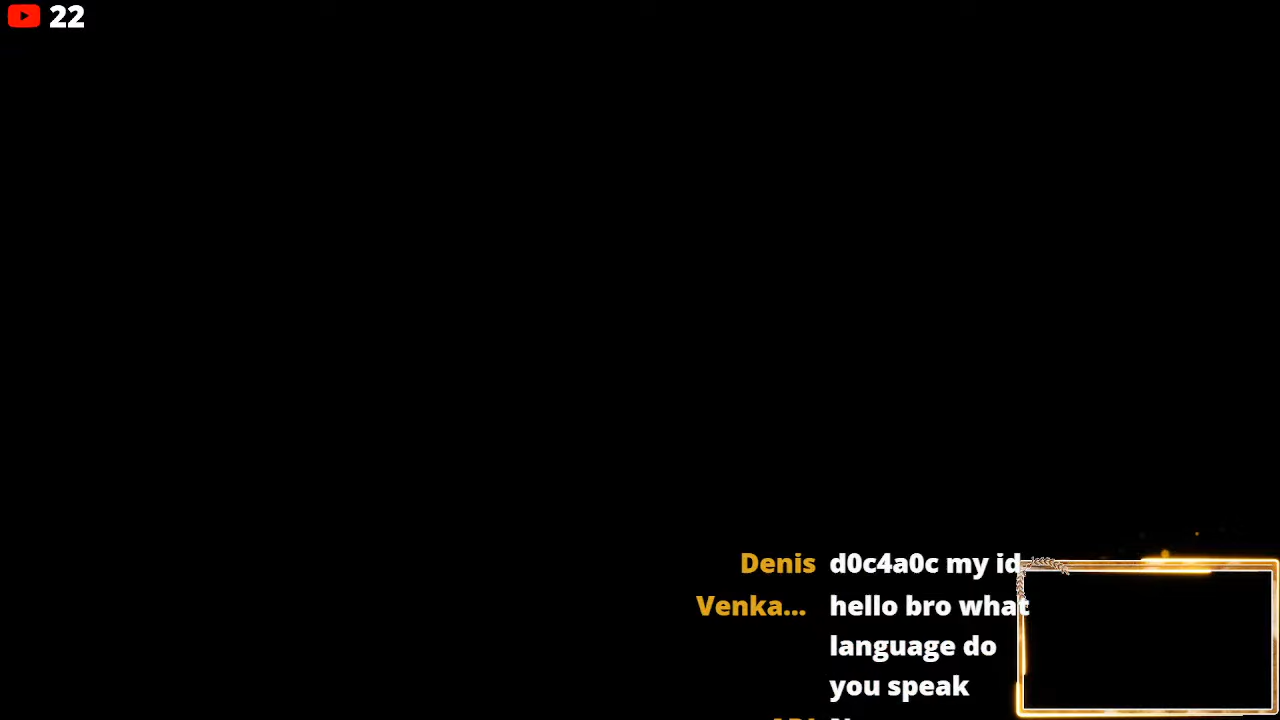 22
Denis d0c4a0c my id
Venka... hello bro what
language do
you speak